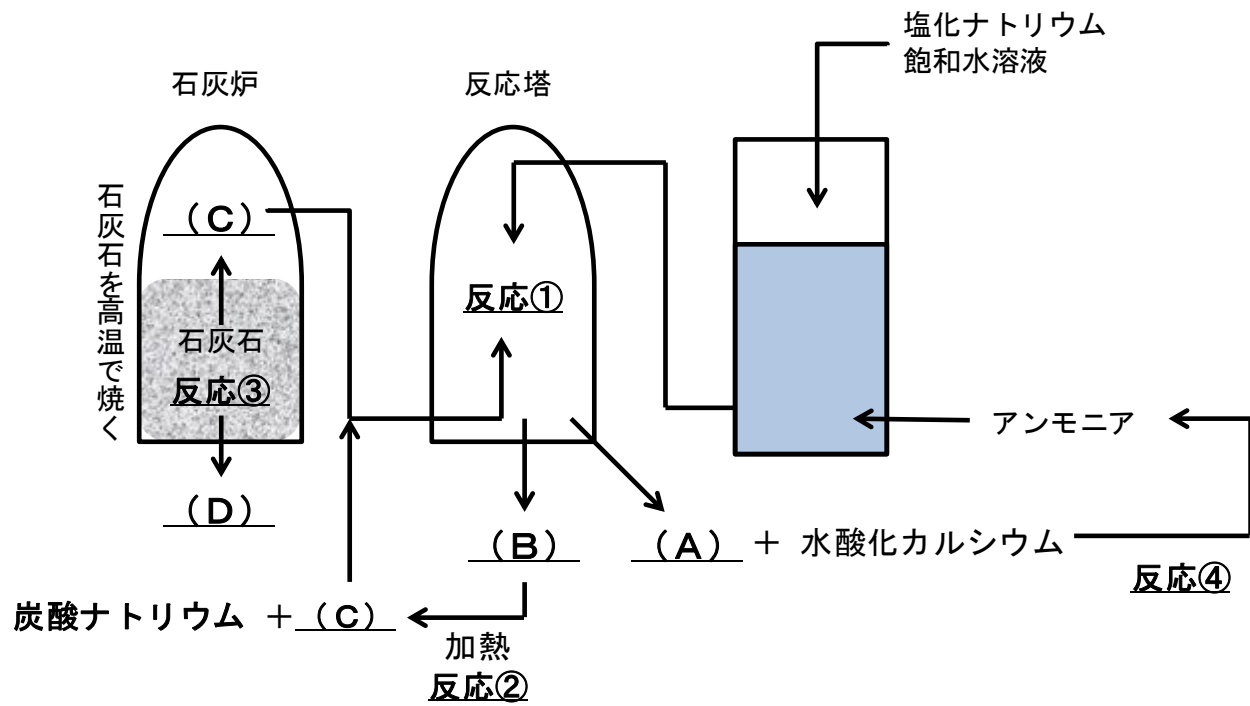 塩化ナトリウム
飽和水溶液
石灰炉
反応塔
石灰石を高温で焼く
（C）
反応①
石灰石
反応③
アンモニア
（D）
（B）
（A）＋ 水酸化カルシウム
反応④
炭酸ナトリウム ＋（C）
加熱
反応②